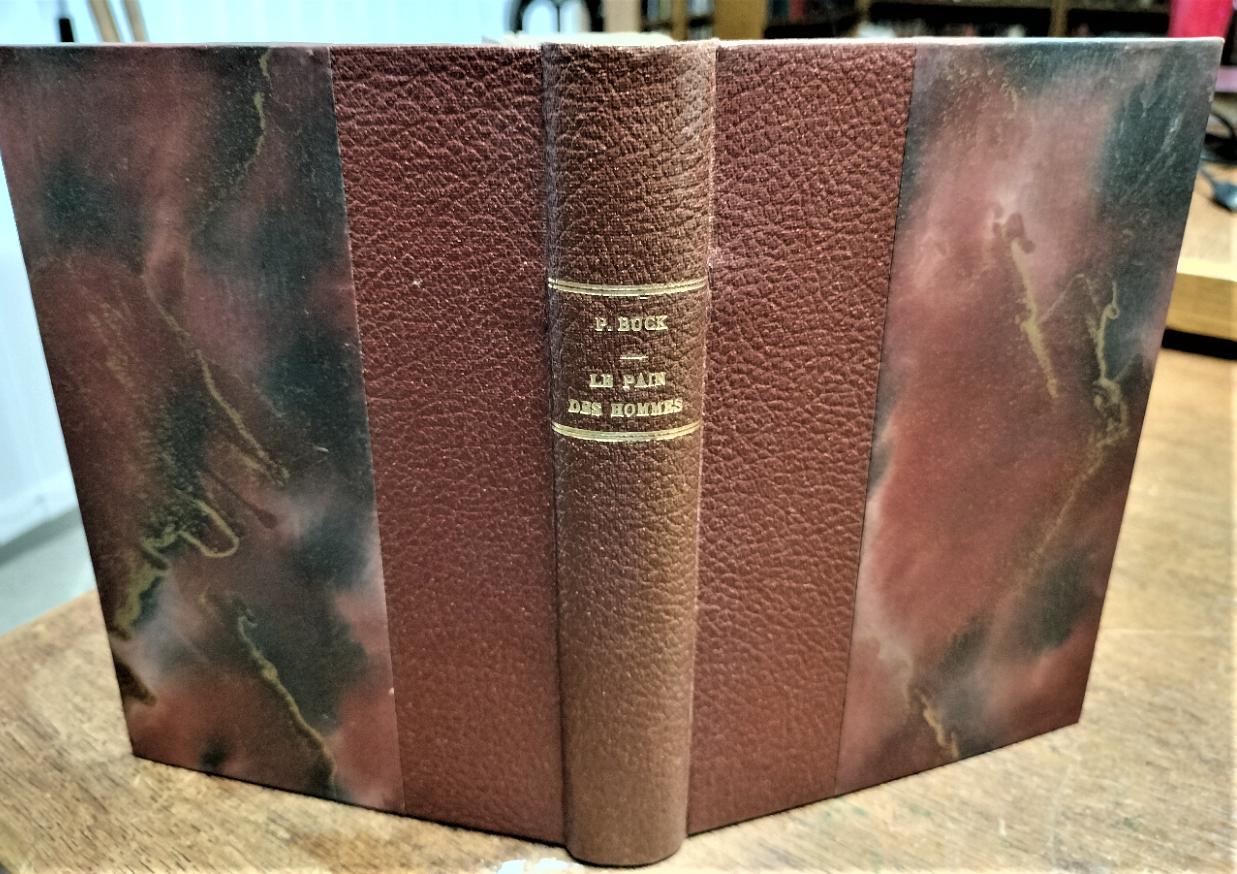 P. BUCK
LE PAIN
DES HOMMES